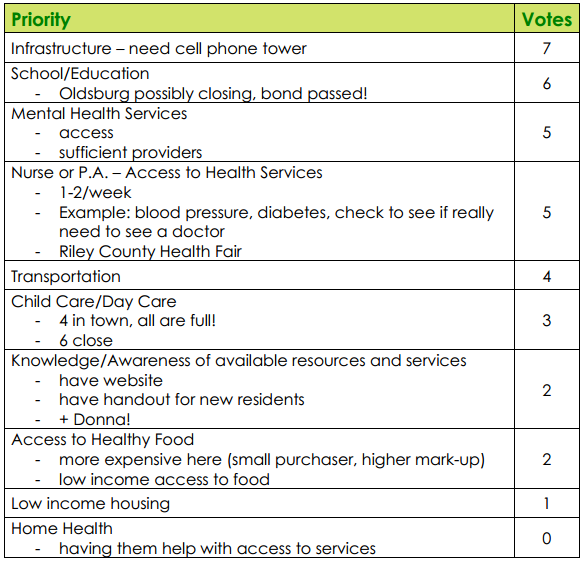 Priority Votes
Infrastructure – need cell phone tower 7
School/Education
- Oldsburg possibly closing, bond passed! 6
Mental Health Services
- access 5
- sufficient providers
Nurse or P.A. – Access to Health Services
- 1-2/week
- Example: blood pressure, diabetes, check to see if really 5
need to see a doctor
- Riley County Health Fair
Transportation 4
Child Care/Day Care
- 4 in town, all are full! 3
- 6 close
Knowledge/Awareness of available resources and services
- have website 2
- have handout for new residents
- + Donna!
Access to Healthy Food
- more expensive here (small purchaser, higher mark-up) 2
- low income access to food
Low income housing 1
Home Health 0
- having them help with access to services